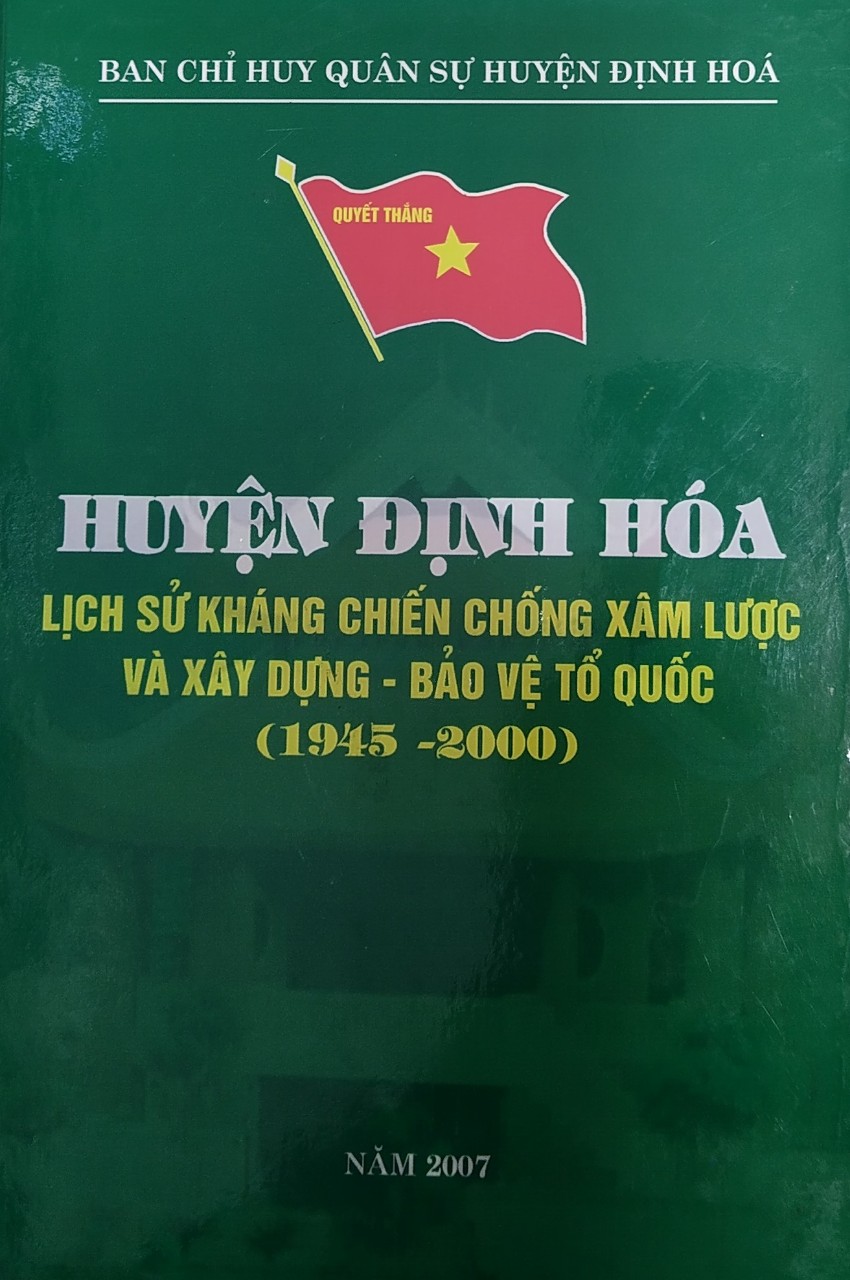 BAN CHỈ HUY QUÂN SỰ HUYỆN ĐỊNH HOÁ
QUYẾT THẮNG
HUYỆN ĐỊNH HÓA
LỊCH SỬ KHÁNG CHIẾN CHỐNG XÂM LƯỢC
VÀ XÂY DỰNG - BẢO VỆ TỔ QUỐC
(1945 -2000)
NĂM 2007